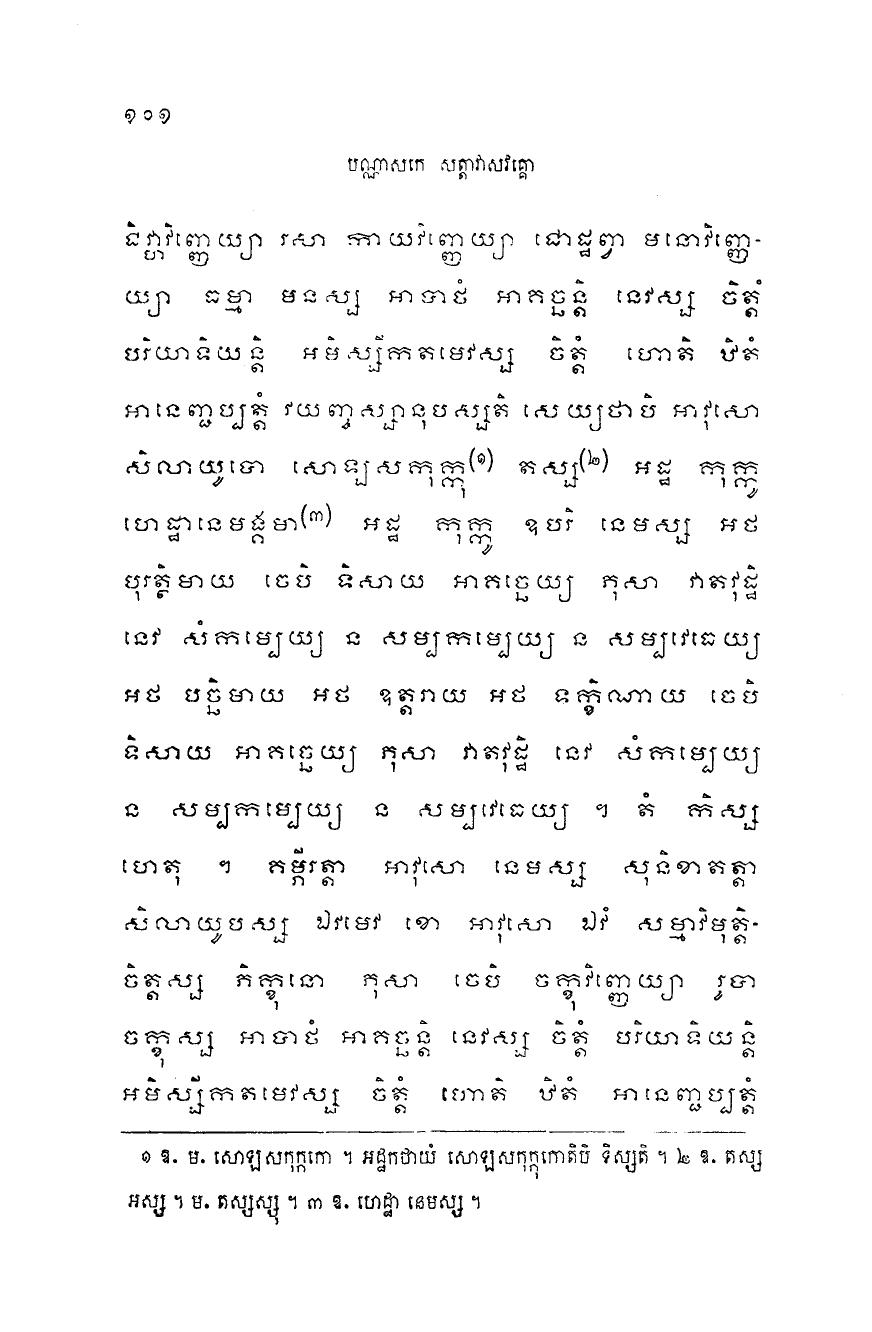 ១០១
បណ្ណាសកេ សត្តាវាសវគ្គោ
ជិវ្ហាវិញ្ញេយ្យា រសា កាយវិញ្ញេយ្យា ផោដ្ឋព្វា មនោវិញ្ញេ-
យ្យា ធម្មា មនស្ស អាបាថំ អាគច្ឆន្តិ នេវស្ស ចិត្តំ
បរិយាទិយន្តិ អមិស្សីកតមេវស្ស ចិត្តំ ហោតិ ឋិតំ
អានេញ្ជប្បត្តំ វយញ្ចស្សានុបស្សតិ សេយ្យថាបិ អាវុសោ
សិលាយូបោ សោឡសកុក្កុ(១) តស្ស(២) អដ្ឋ កុក្កូ
ហេដ្ឋានេមង្គមា(៣) អដ្ឋ កុក្កូ ឧបរិ នេមស្ស អថ
បុរត្ថិមាយ ចេបិ ទិសាយ អាគច្ឆេយ្យ ភុសា វាតវុដ្ឋិ
នេវ សំកម្បេយ្យ ន សម្បកម្បេយ្យ ន សម្បវេធេយ្យ
អថ បច្ឆិមាយ អថ ឧត្តរាយ អថ ទក្ខិណាយ ចេបិ
ទិសាយ អាគច្ឆេយ្យ ភុសា វាតវុដ្ឋិ នេវ សំកម្បេយ្យ
ន សម្បកម្បេយ្យ ន សម្បវេធេយ្យ ។ តំ កិស្ស
ហេតុ ។ គម្ភីរត្តា អាវុសោ នេមស្ស សុនិខាតត្តា
សិលាយូបស្ស ឯវមេវ ខោ អាវុសោ ឯវំ សម្មាវិមុត្តិ-
ចិត្តស្ស ភិក្ខុនោ ភុសា ចេបិ ចក្ខុវិញ្ញេយ្យា រូបា
ចក្ខុស្ស អាបាថំ អាគច្ឆន្តិ នេវស្ស ចិត្តំ បរិយាទិយន្តិ
អមិស្សីកតមេវស្ស ចិត្តំ ហោតិ ឋិតំ អានេញ្ជប្បត្តំ
១ ឧ. ម. សោឡសកុក្កុកោ ។ អដ្ឋកថាយំ សោឡសកុក្កុកោតិបិ ទិស្សតិ ។ ២ ឧ. តស្ស
អស្ស ។ ម. តស្សស្សុ ។ ៣ ឧ. ហេដ្ឋា នេមស្ស ។